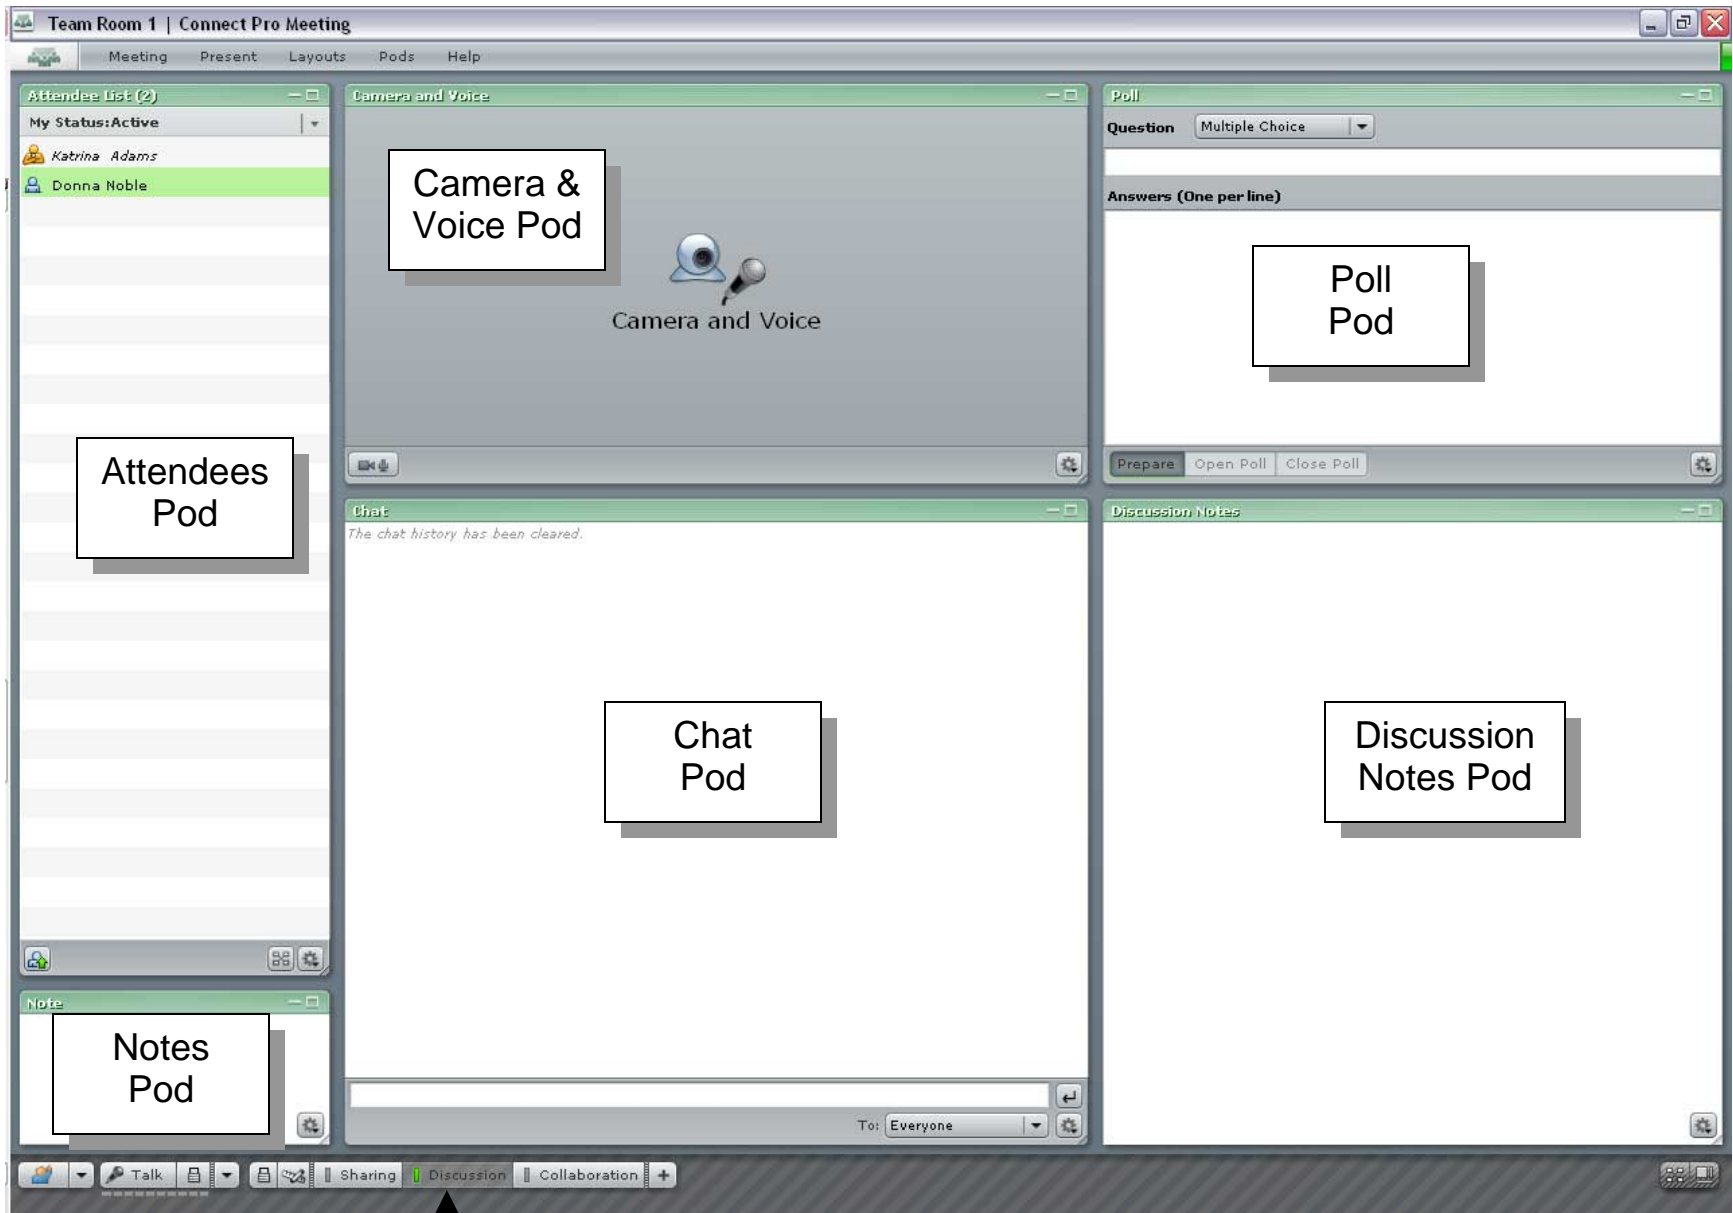 Team Room 1 | Connect Pro Meeting
Meeting Present Layouts Pods Help
Attendee List (2)
My Status:Active
Katrina Adams
Donna Noble
Attendees
Pod
Note
Notes
Pod
Camera and Voice
Camera &
Voice Pod
Camera and Voice
Chat
The chat history has been cleared.
Chat
Pod
To: Everyone
Poll
Question Multiple Choice
Answers (One per line)
Poll
Pod
Prepare Open Poll Close Poll
Discussion Notes
Discussion
Notes Pod
Talk Sharing Discussion Collaboration +